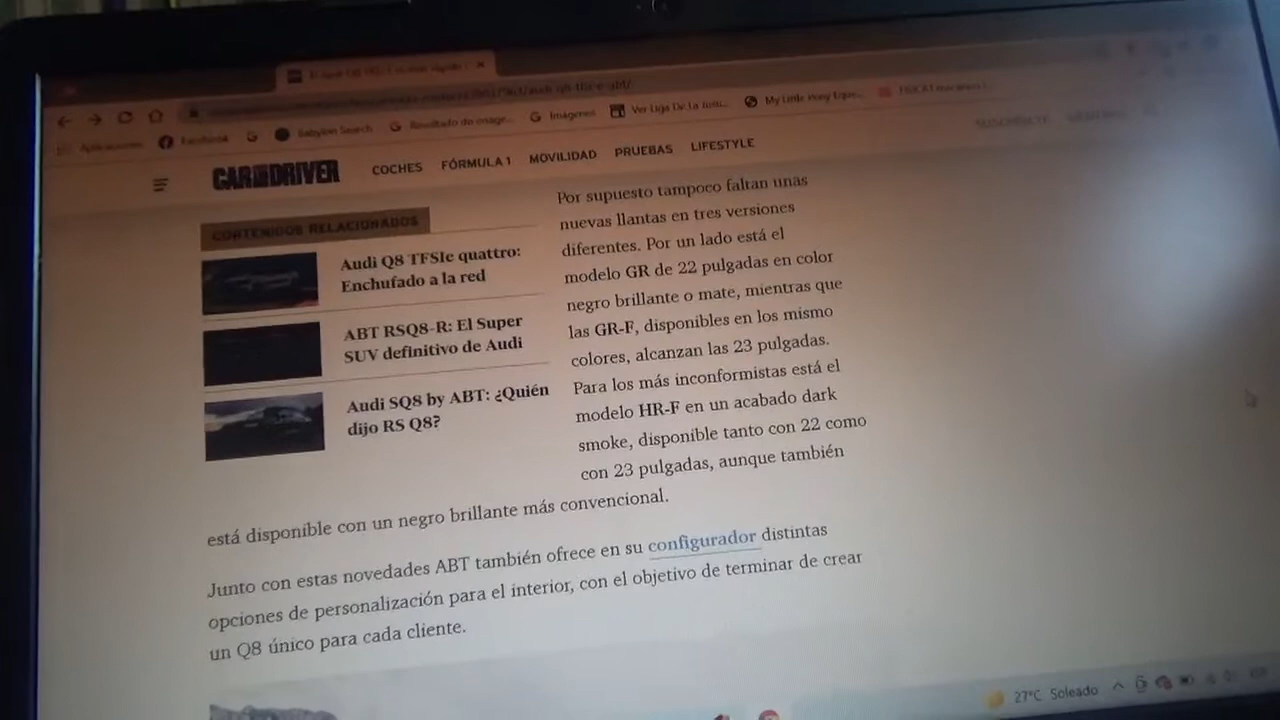 Facebook
Babylon Search
Resultado de image...
Imágenes
Ver Liga De La Justi...
My Little Pony Eque...
CAR AND DRIVER
COCHES
FÓRMULA 1
MOVILIDAD
PRUEBAS
LIFESTYLE
CONTENIDOS RELACIONADOS
Audi Q8 TFSIe quattro:
Enchufado a la red
ABT RSQ8-R: El Super
SUV definitivo de Audi
Audi SQ8 by ABT: ¿Quién
dijo RS Q8?
Por supuesto tampoco faltan unas
nuevas llantas en tres versiones
diferentes. Por un lado está el
modelo GR de 22 pulgadas en color
negro brillante o mate, mientras que
las GR-F, disponibles en los mismo
colores, alcanzan las 23 pulgadas.
Para los más inconformistas está el
modelo HR-F en un acabado dark
smoke, disponible tanto con 22 como
con 23 pulgadas, aunque también
está disponible con un negro brillante más convencional.
Junto con estas novedades ABT también ofrece en su configurador distintas
opciones de personalización para el interior, con el objetivo de terminar de crear
un Q8 único para cada cliente.
27°C Soleado